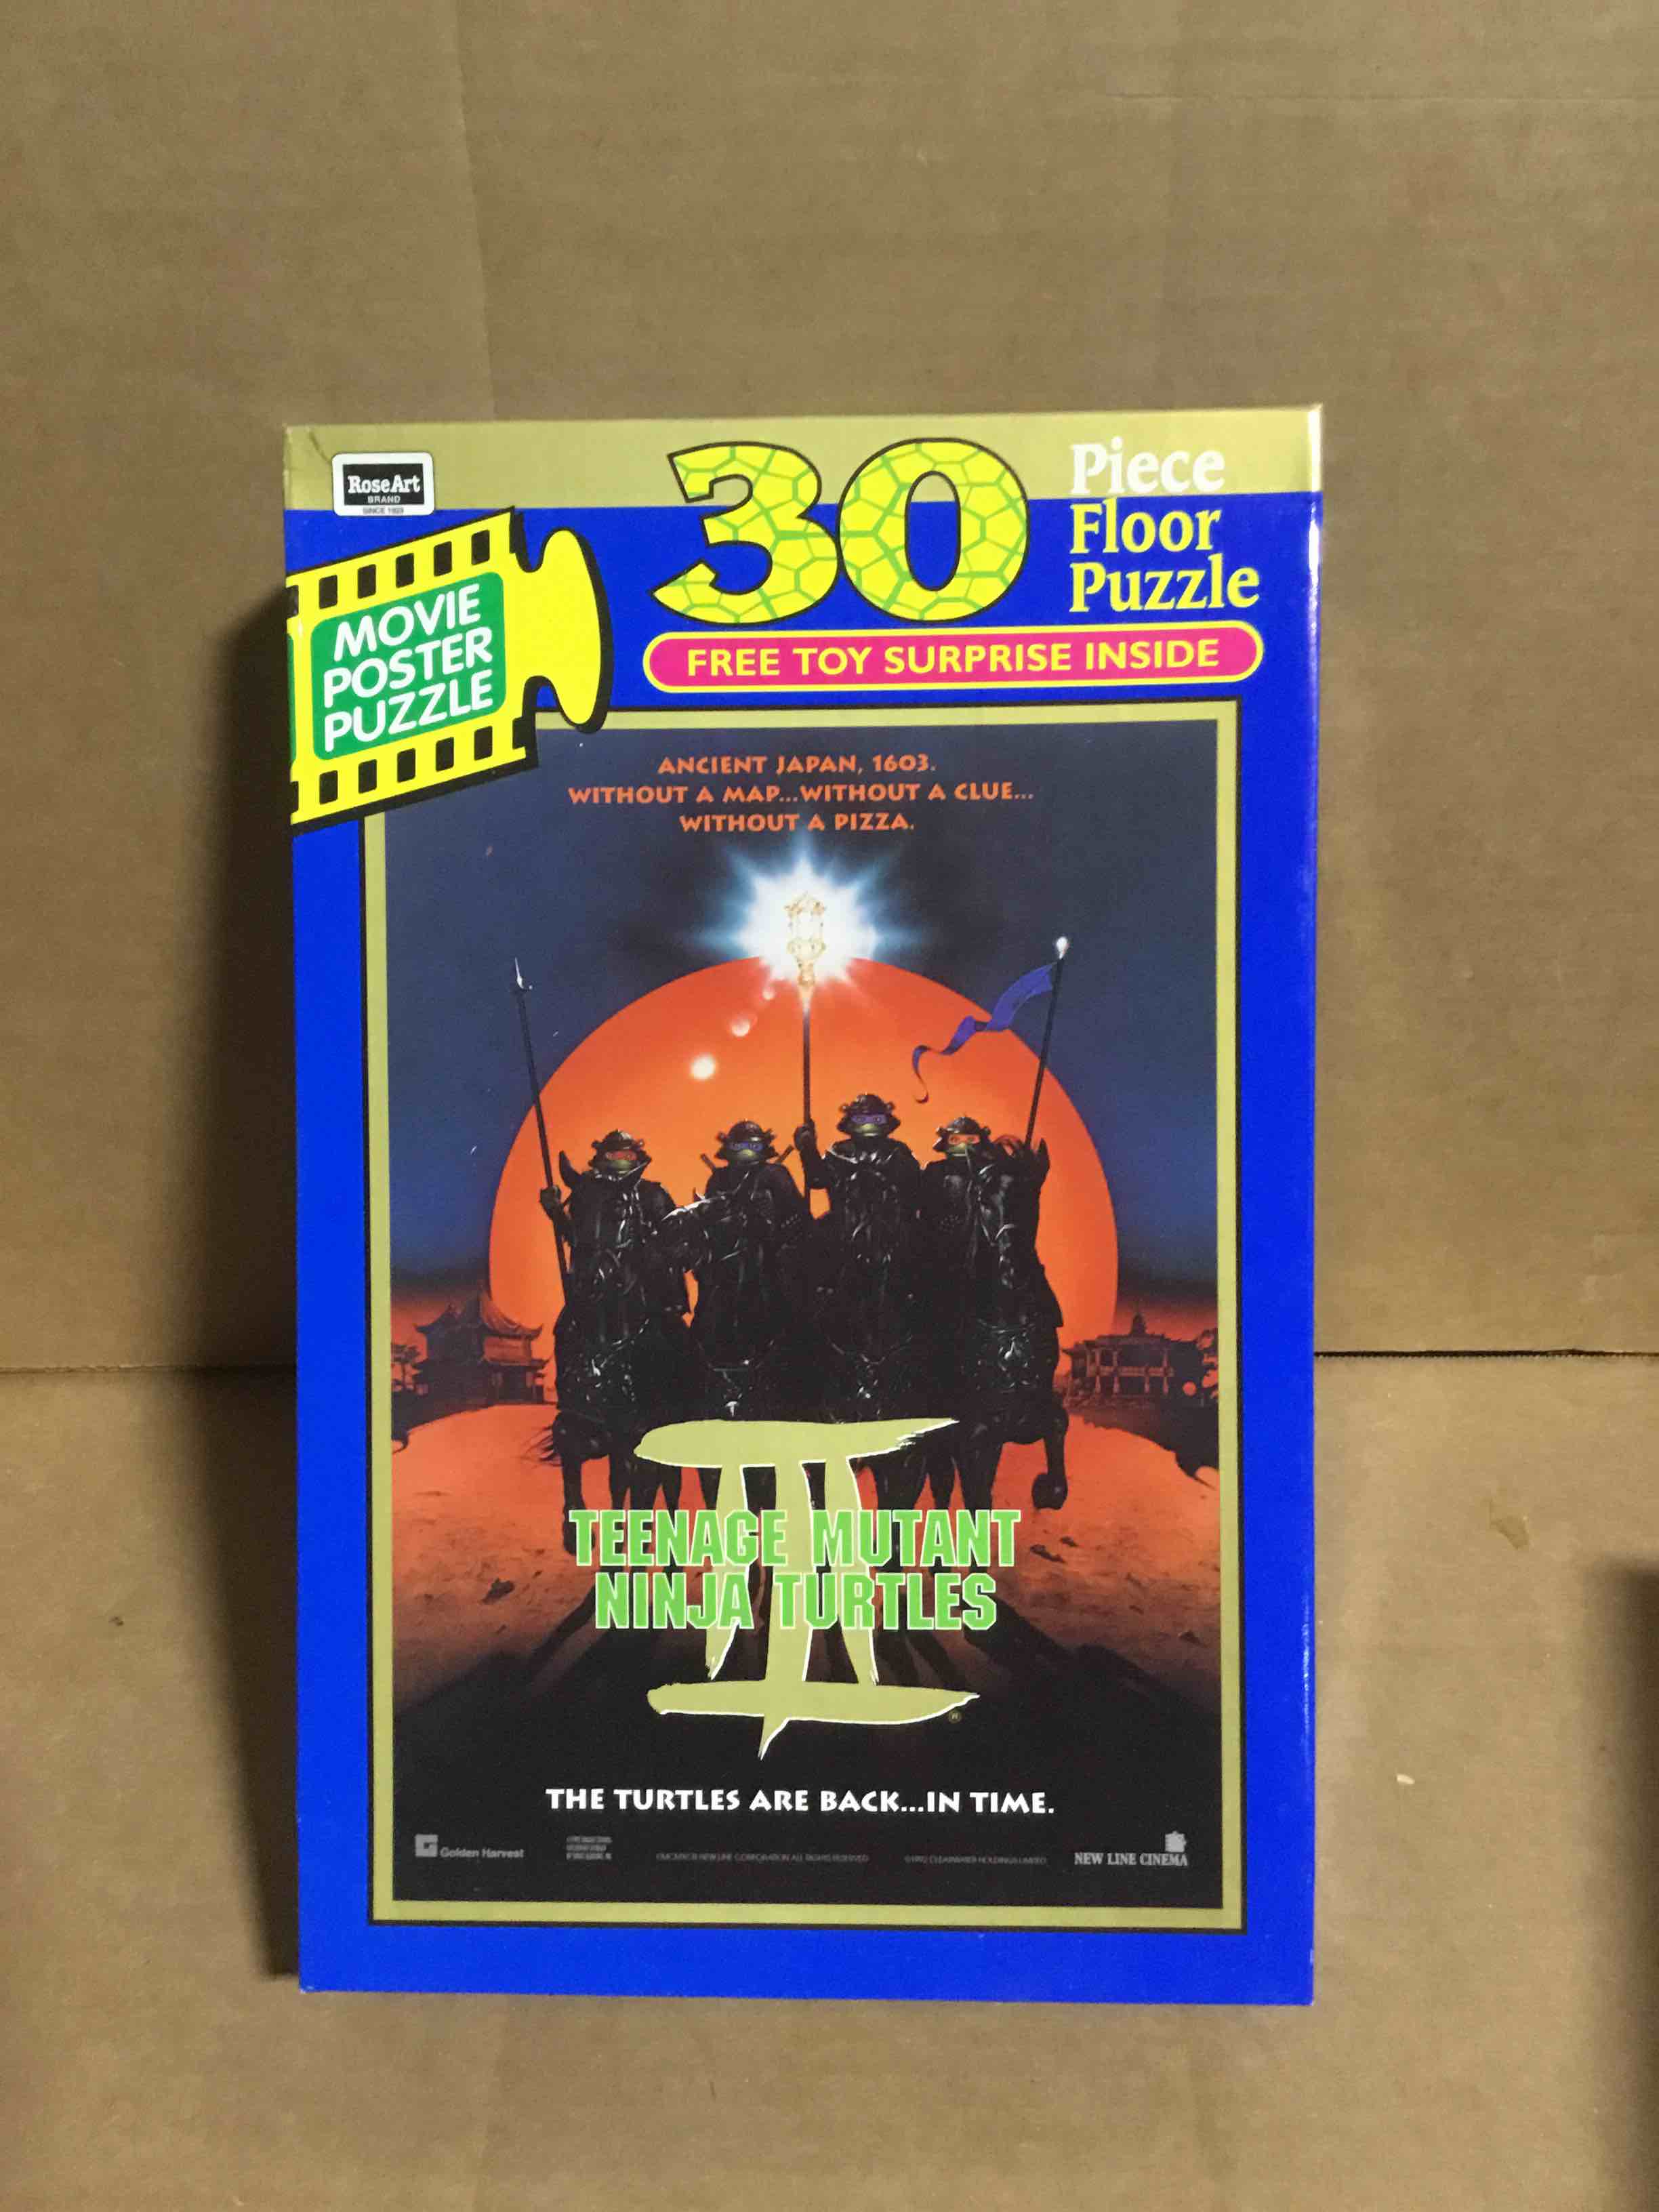 RoseArt
BRAND
SINCE 1923
30
Piece
Floor
Puzzle
FREE TOY SURPRISE INSIDE
MOVIE
POSTER
PUZZLE
ANCIENT JAPAN, 1603.
WITHOUT A MAP...WITHOUT A CLUE...
WITHOUT A PIZZA.
III
TEENAGE MUTANT
NINJA TURTLES
®
THE TURTLES ARE BACK...IN TIME.
Golden Harvest
NEW LINE CINEMA